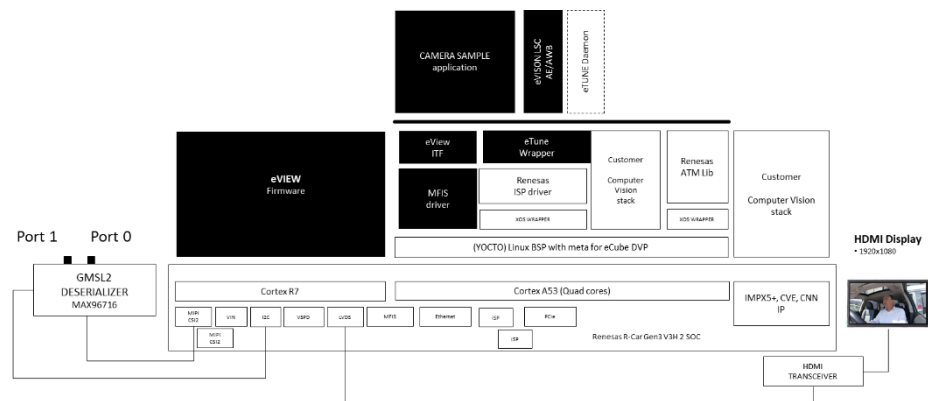 CAMERA SAMPLE
application
eVISON LSC
AE/AWB
eTUNE Daemon
eVIEW
Firmware
eView
ITF
eTune
Wrapper
MFIS
driver
Renesas
ISP driver
XOS WRAPPER
Customer
Computer
Vision
stack
Renesas
ATM Lib
XOS WRAPPER
Customer
Computer Vision
stack
(YOCTO) Linux BSP with meta for eCube DVP
Port 1
Port 0
GMSL2
DESERIALIZER
MAX96716
HDMI Display
• 1920x1080
Cortex R7
Cortex A53 (Quad cores)
IMPX5+, CVE, CNN
IP
MIPI
CSI2
VIN
I2C
VSPD
LVDS
MFIS
Ethernet
ISP
PCIe
MIPI
CSI2
ISP
Renesas R-Car Gen3 V3H 2 SOC
HDMI
TRANSCEIVER